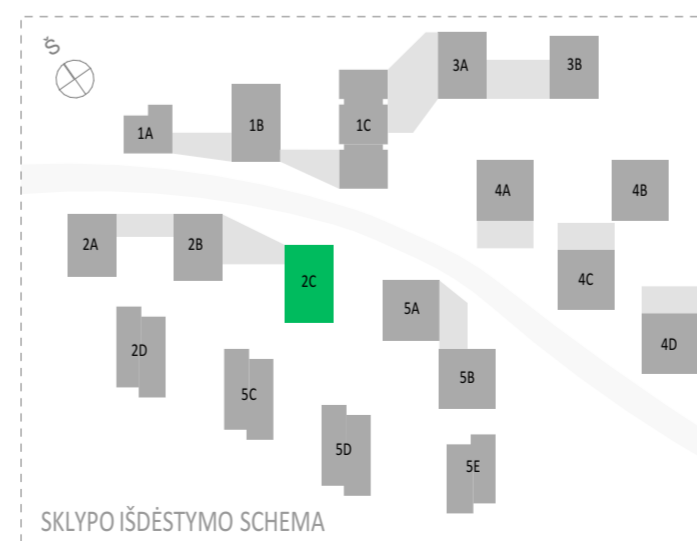 Š
3A
3B
1A
1B
1C
4A
4B
2A
2B
2C
4C
5A
4D
2D
5B
5C
5D
5E
SKLYPO IŠDĖSTYMO SCHEMA